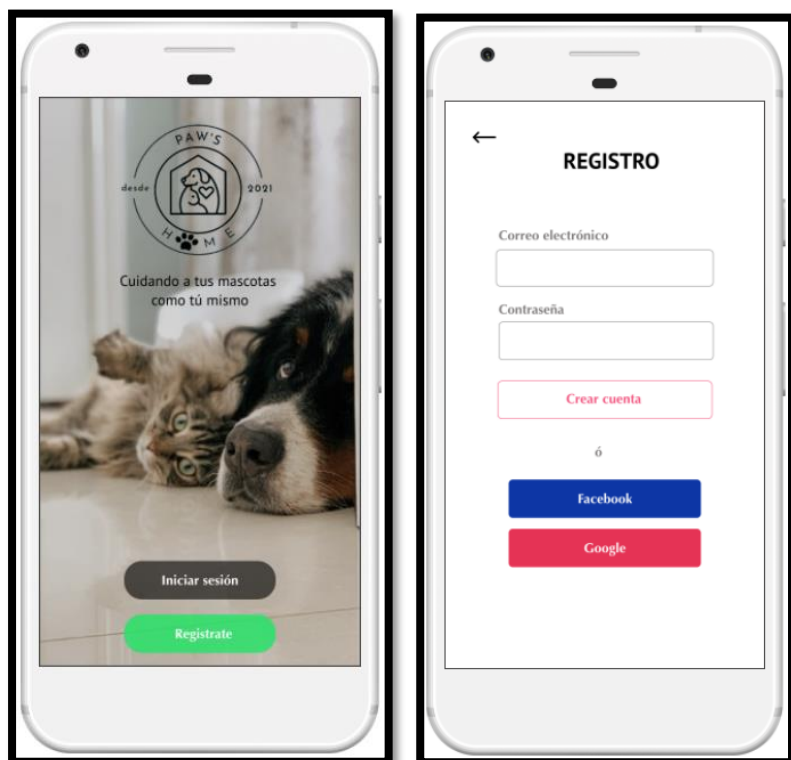 PAW'S
desde 2021
HOME
Cuidando a tus mascotas
como tú mismo
Iniciar sesión
Registrate
REGISTRO
Correo electrónico
Contraseña
Crear cuenta
ó
Facebook
Google